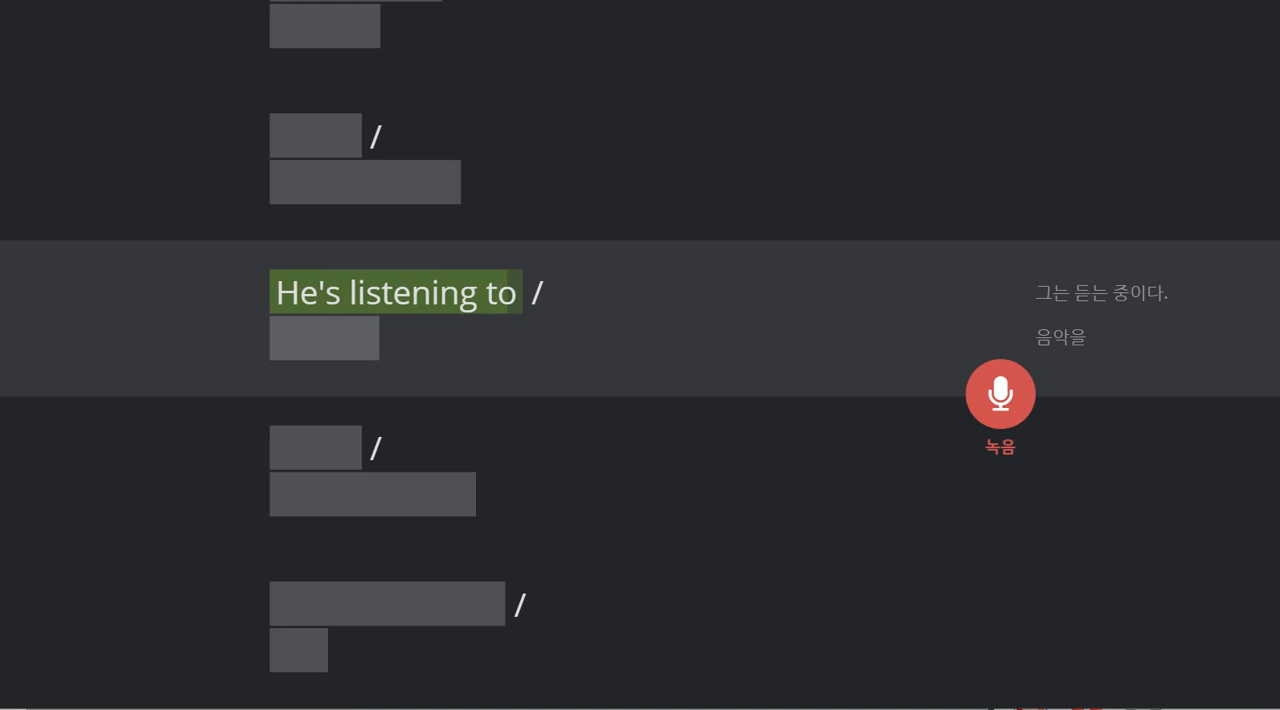 /
He's listening to /
그는 듣는 중이다.
음악을
녹음
/
/